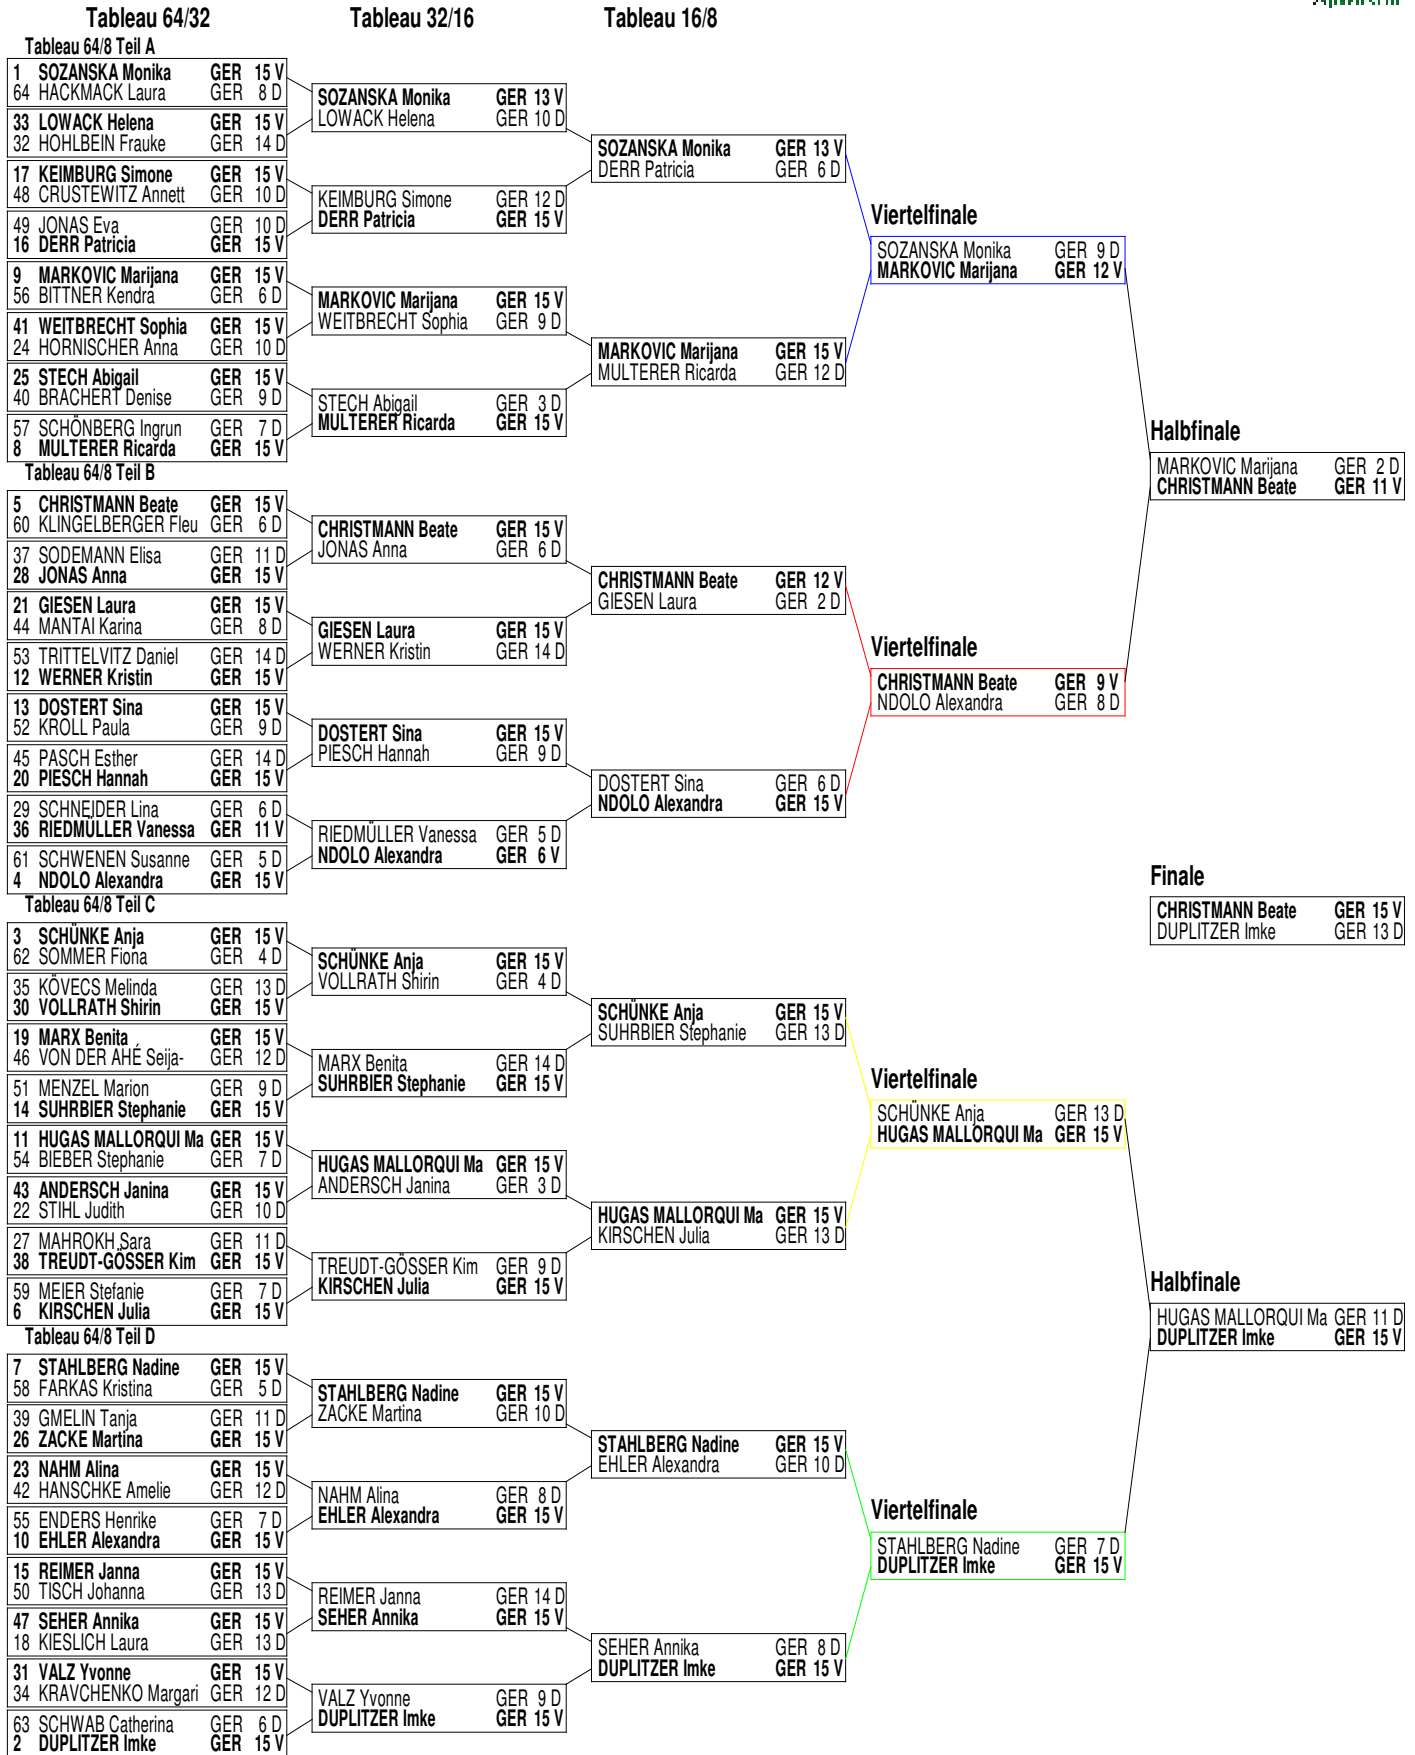 Tableau 64/32 Tableau 32/16 Tableau 16/8
Tableau 64/8 Teil A
1 SOZANSKA Monika GER 15 V
64 HACKMACK Laura GER 8 D
33 LOWACK Helena GER 15 V
32 HOHLBEIN Frauke GER 14 D
17 KEIMBURG Simone GER 15 V
48 CRUSTEWITZ Annett GER 10 D
49 JONAS Eva GER 10 D
16 DERR Patricia GER 15 V
9 MARKOVIC Marijana GER 15 V
56 BITTNER Kendra GER 6 D
41 WEITBRECHT Sophia GER 15 V
24 HORNISCHER Anna GER 10 D
25 STECH Abigail GER 15 V
40 BRACHERT Denise GER 9 D
57 SCHÖNBERG Ingrun GER 7 D
8 MULTERER Ricarda GER 15 V
Tableau 64/8 Teil B
5 CHRISTMANN Beate GER 15 V
60 KLINGELBERGER Fleu GER 6 D
37 SODEMANN Elisa GER 11 D
28 JONAS Anna GER 15 V
21 GIESEN Laura GER 15 V
44 MANTAI Karina GER 8 D
53 TRITTELVITZ Daniel GER 14 D
12 WERNER Kristin GER 15 V
13 DOSTERT Sina GER 15 V
52 KROLL Paula GER 9 D
45 PASCH Esther GER 14 D
20 PIESCH Hannah GER 15 V
29 SCHNEIDER Lina GER 6 D
36 RIEDMÜLLER Vanessa GER 11 V
61 SCHWENEN Susanne GER 5 D
4 NDOLO Alexandra GER 15 V
Tableau 64/8 Teil C
3 SCHÜNKE Anja GER 15 V
62 SOMMER Fiona GER 4 D
35 KÖVECS Melinda GER 13 D
30 VOLLRATH Shirin GER 15 V
19 MARX Benita GER 15 V
46 VON DER AHÉ Seija- GER 12 D
51 MENZEL Marion GER 9 D
14 SUHRBIER Stephanie GER 15 V
11 HUGAS MALLORQUI Ma GER 15 V
54 BIEBER Stephanie GER 7 D
43 ANDERSCH Janina GER 15 V
22 STIHL Judith GER 10 D
27 MAHROKH Sara GER 11 D
38 TREUDT-GÖSSER Kim GER 15 V
59 MEIER Stefanie GER 7 D
6 KIRSCHEN Julia GER 15 V
Tableau 64/8 Teil D
7 STAHLBERG Nadine GER 15 V
58 FARKAS Kristina GER 5 D
39 GMELIN Tanja GER 11 D
26 ZACKE Martina GER 15 V
23 NAHM Alina GER 15 V
42 HANSCHKE Amelie GER 12 D
55 ENDERS Henrike GER 7 D
10 EHLER Alexandra GER 15 V
15 REIMER Janna GER 15 V
50 TISCH Johanna GER 13 D
47 SEHER Annika GER 15 V
18 KIESLICH Laura GER 13 D
31 VALZ Yvonne GER 15 V
34 KRAVCHENKO Margari GER 12 D
63 SCHWAB Catherina GER 6 D
2 DUPLITZER Imke GER 15 V
SOZANSKA Monika GER 13 V
LOWACK Helena GER 10 D
KEIMBURG Simone GER 12 D
DERR Patricia GER 15 V
MARKOVIC Marijana GER 15 V
WEITBRECHT Sophia GER 9 D
STECH Abigail GER 3 D
MULTERER Ricarda GER 15 V
CHRISTMANN Beate GER 15 V
JONAS Anna GER 6 D
GIESEN Laura GER 15 V
WERNER Kristin GER 14 D
DOSTERT Sina GER 15 V
PIESCH Hannah GER 9 D
RIEDMÜLLER Vanessa GER 5 D
NDOLO Alexandra GER 6 V
SCHÜNKE Anja GER 15 V
VOLLRATH Shirin GER 4 D
MARX Benita GER 14 D
SUHRBIER Stephanie GER 15 V
HUGAS MALLORQUI Ma GER 15 V
ANDERSCH Janina GER 3 D
TREUDT-GÖSSER Kim GER 9 D
KIRSCHEN Julia GER 15 V
STAHLBERG Nadine GER 15 V
ZACKE Martina GER 10 D
NAHM Alina GER 8 D
EHLER Alexandra GER 15 V
REIMER Janna GER 14 D
SEHER Annika GER 15 V
VALZ Yvonne GER 9 D
DUPLITZER Imke GER 15 V
SOZANSKA Monika GER 13 V
DERR Patricia GER 6 D
MARKOVIC Marijana GER 15 V
MULTERER Ricarda GER 12 D
CHRISTMANN Beate GER 12 V
GIESEN Laura GER 2 D
DOSTERT Sina GER 6 D
NDOLO Alexandra GER 15 V
SCHÜNKE Anja GER 15 V
SUHRBIER Stephanie GER 13 D
HUGAS MALLORQUI Ma GER 15 V
KIRSCHEN Julia GER 13 D
STAHLBERG Nadine GER 15 V
EHLER Alexandra GER 10 D
SEHER Annika GER 8 D
DUPLITZER Imke GER 15 V
Viertelfinale
SOZANSKA Monika GER 9 D
MARKOVIC Marijana GER 12 V
Viertelfinale
CHRISTMANN Beate GER 9 V
NDOLO Alexandra GER 8 D
Viertelfinale
SCHÜNKE Anja GER 13 D
HUGAS MALLORQUI Ma GER 15 V
Viertelfinale
STAHLBERG Nadine GER 7 D
DUPLITZER Imke GER 15 V
Halbfinale
MARKOVIC Marijana GER 2 D
CHRISTMANN Beate GER 11 V
Finale
CHRISTMANN Beate GER 15 V
DUPLITZER Imke GER 13 D
Halbfinale
HUGAS MALLORQUI Ma GER 11 D
DUPLITZER Imke GER 15 V